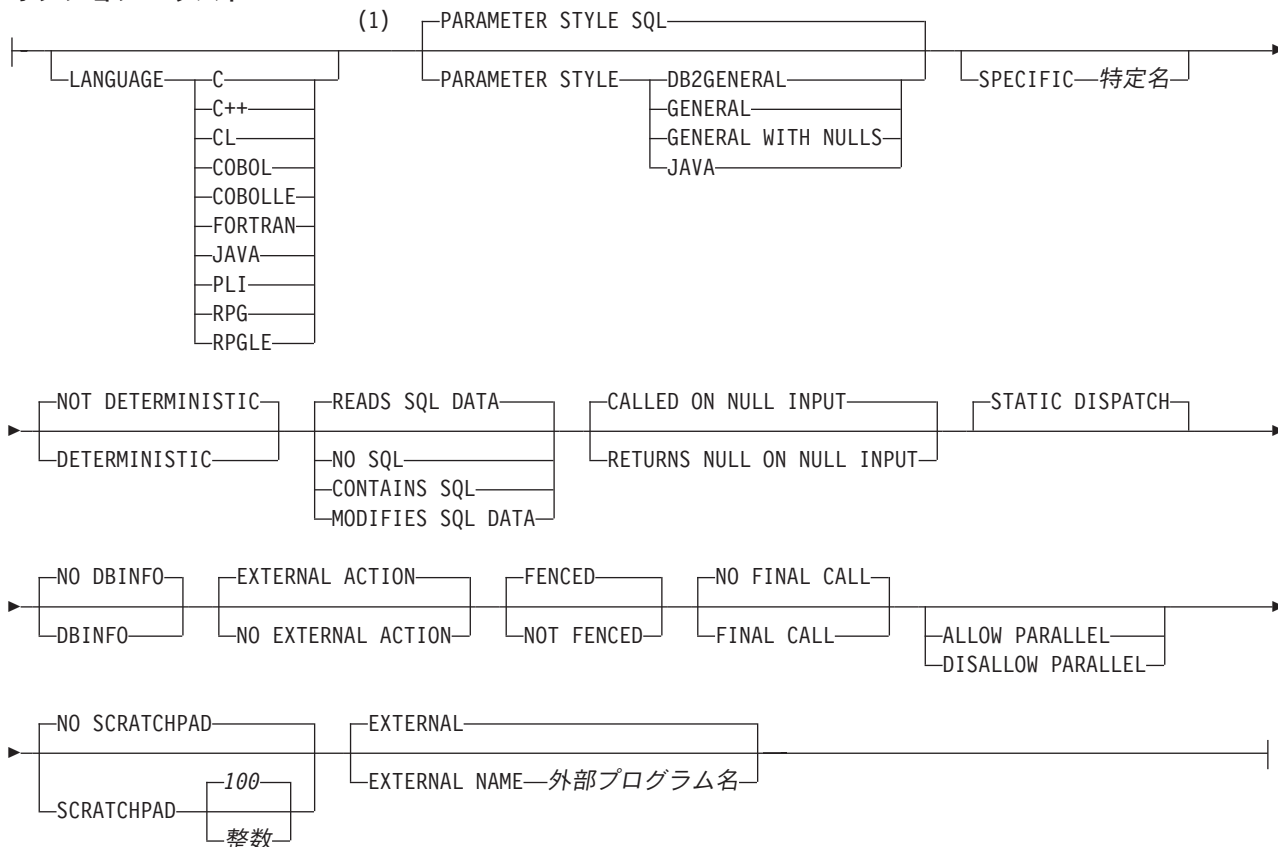 (1) PARAMETER STYLE SQL
LANGUAGE C PARAMETER STYLE DB2GENERAL SPECIFIC 特定名
C++ GENERAL
CL GENERAL WITH NULLS
COBOL JAVA
COBOLLE
FORTRAN
JAVA
PLI
RPG
RPGLE
NOT DETERMINISTIC READS SQL DATA CALLED ON NULL INPUT STATIC DISPATCH
DETERMINISTIC NO SQL RETURNS NULL ON NULL INPUT
CONTAINS SQL
MODIFIES SQL DATA
NO DBINFO EXTERNAL ACTION FENCED NO FINAL CALL
DBINFO NO EXTERNAL ACTION NOT FENCED FINAL CALL ALLOW PARALLEL
DISALLOW PARALLEL
NO SCRATCHPAD EXTERNAL
EXTERNAL NAME 外部プログラム名
100
SCRATCHPAD
整数